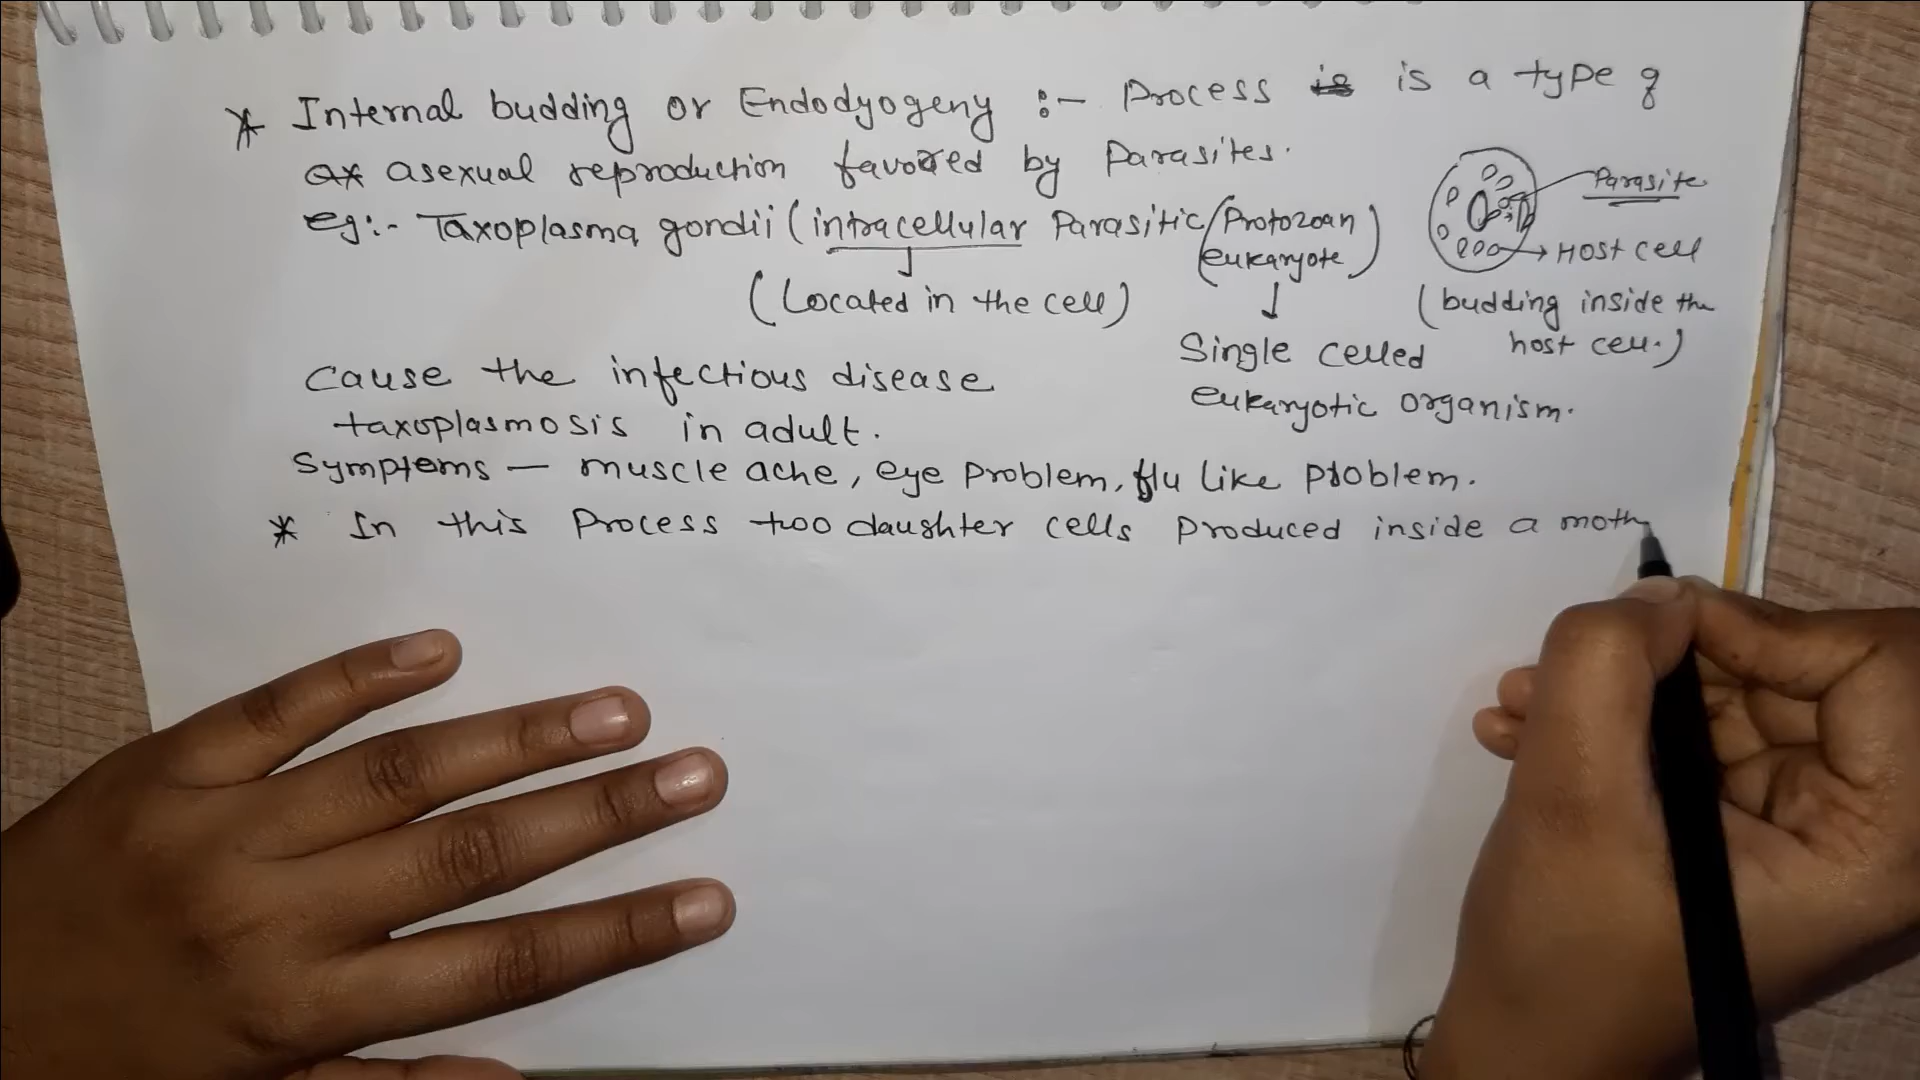 * Internal budding or Endodyogeny :- Process is is a type of
asexual reproduction favored by Parasites.
eg:- Taxoplasma gondii (intracellular Parasitic/Protozoan
eukaryote)
(Located in the cell)
Single celled
eukaryotic organism.
Parasite
Host cell
(budding inside the
host cell.)
Cause the infectious disease
taxoplasmosis in adult.
Symptems — muscle ache, eye problem, flu like problem.
* In this Process two daughter cells produced inside a moth